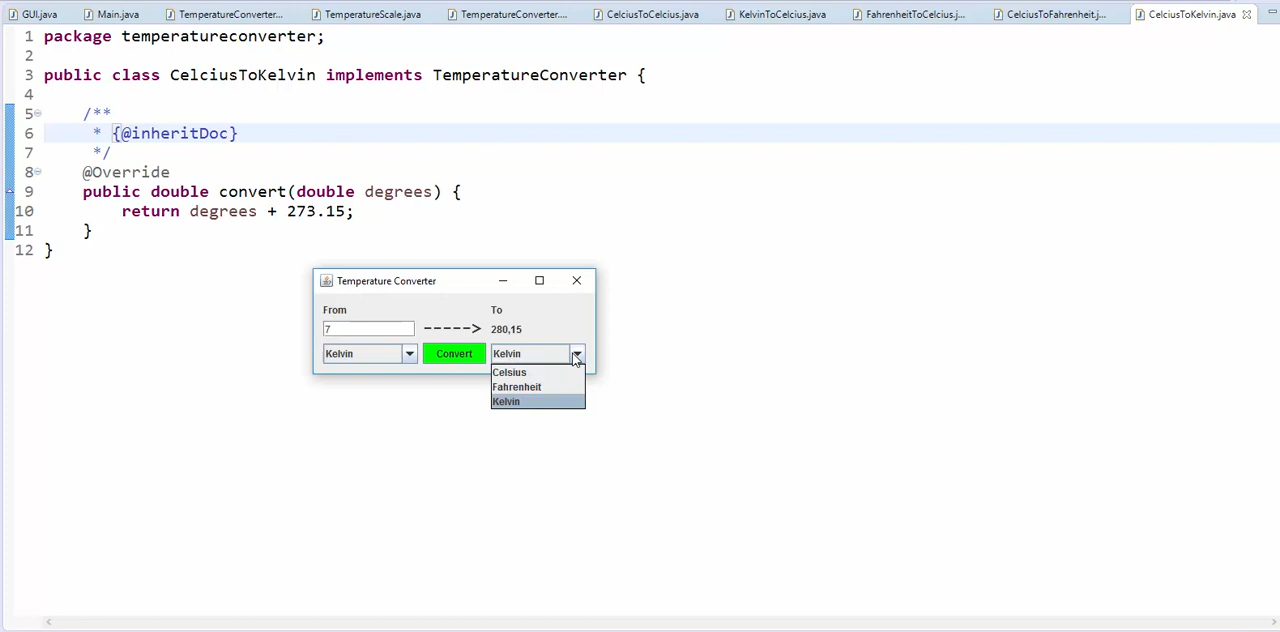 GUI.java Main.java TemperatureConverter... TemperatureScale.java TemperatureConverter.... CelciusToCelcius.java KelvinToCelcius.java FahrenheitToCelcius.j... CelciusToFahrenheit.j... CelciusToKelvin.java
1 package temperatureconverter;
2
3 public class CelciusToKelvin implements TemperatureConverter {
4
5 /**
6 * {@inheritDoc}
7 */
8 @Override
9 public double convert(double degrees) {
10 return degrees + 273.15;
11 }
12 }
Temperature Converter
From To
7 -----> 280,15
Kelvin Convert Kelvin
Celsius
Fahrenheit
Kelvin